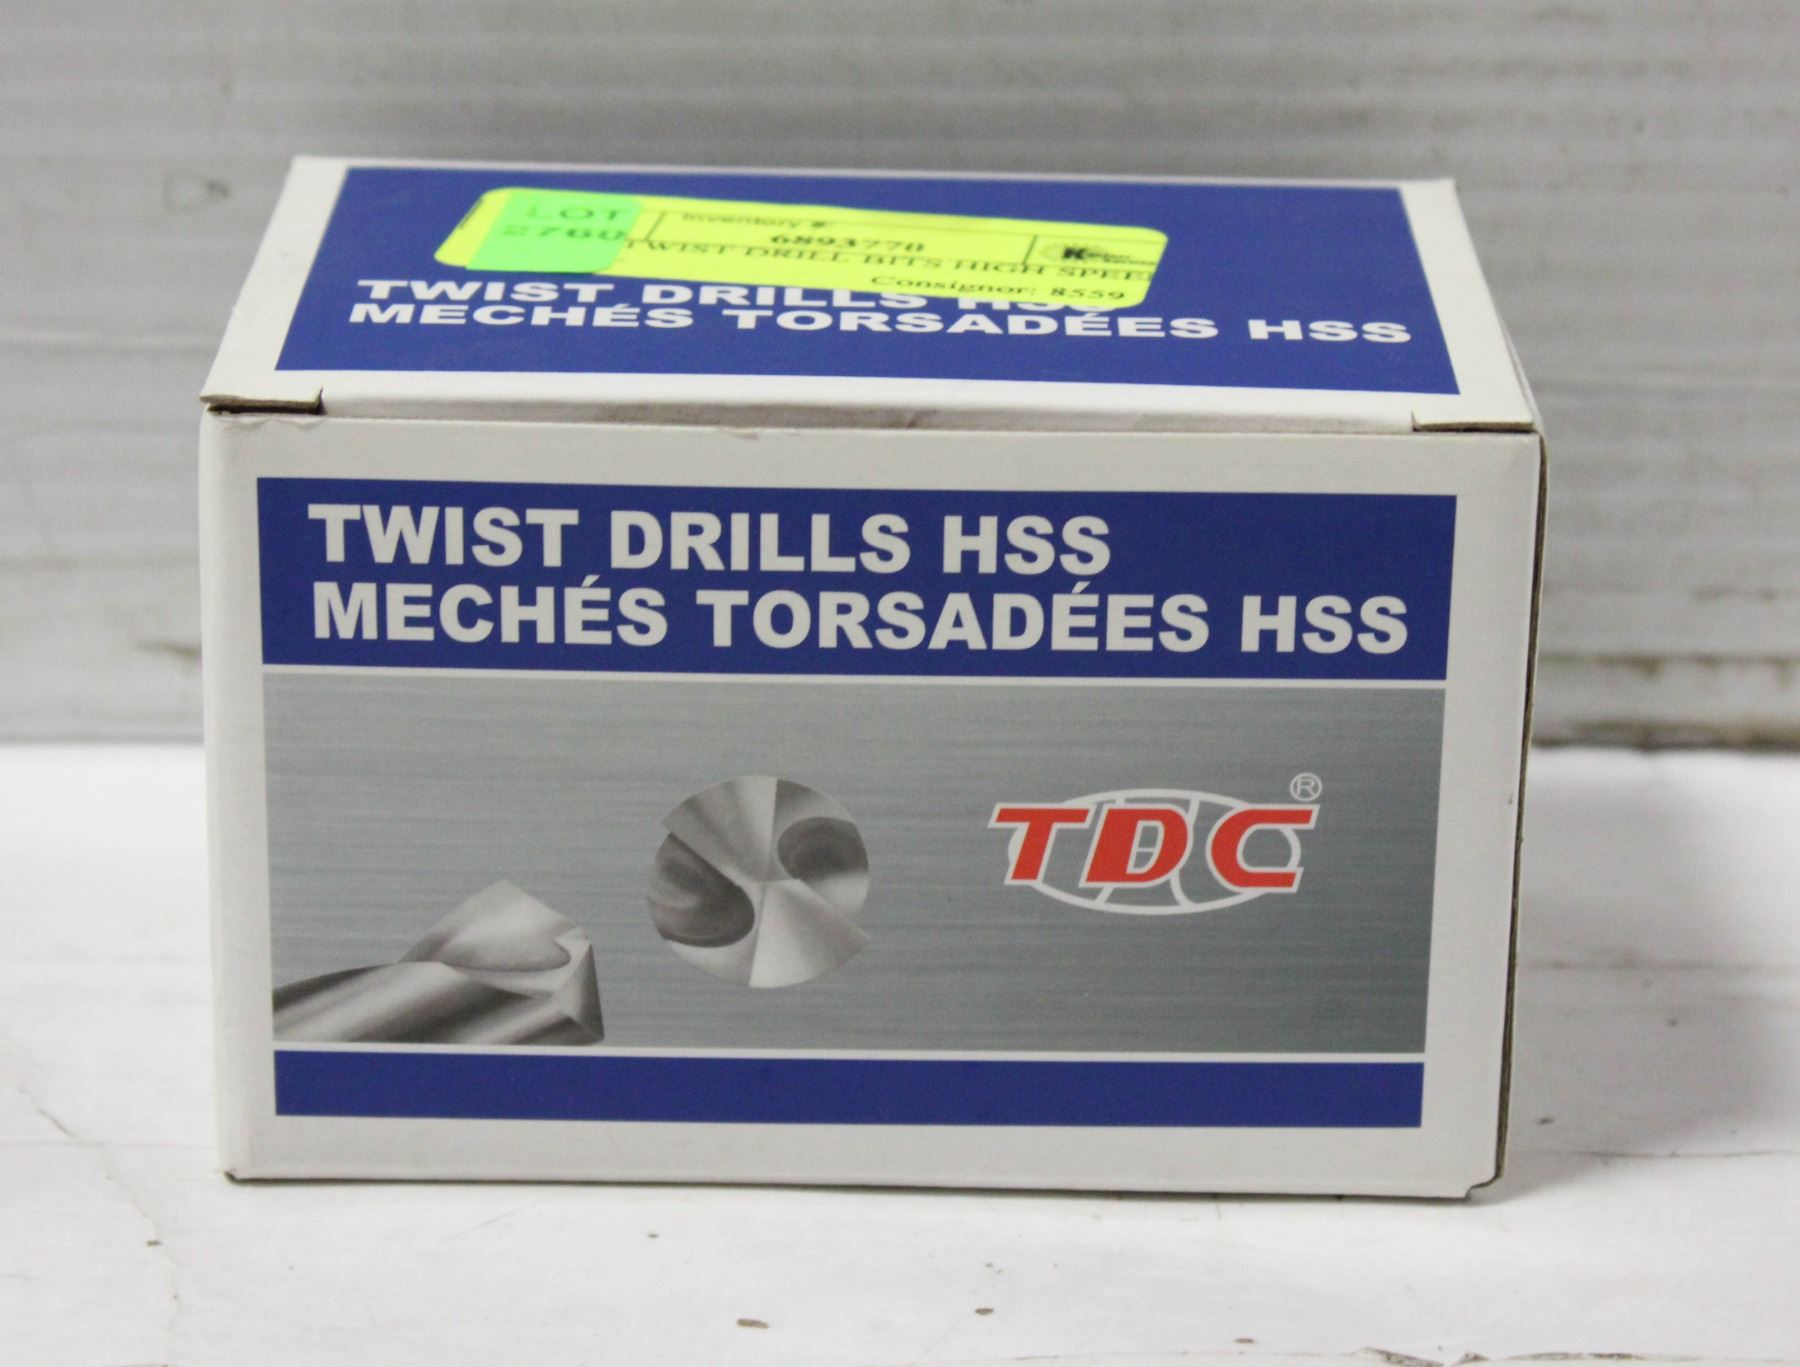 LOT
2760
Inventory #:
6893770
TWIST DRILL BITS HIGH SPEE
Consignor: 8559
TWIST DRILLS HSS
MECHÉS TORSADÉES HSS
TWIST DRILLS HSS
MECHÉS TORSADÉES HSS
TDC®